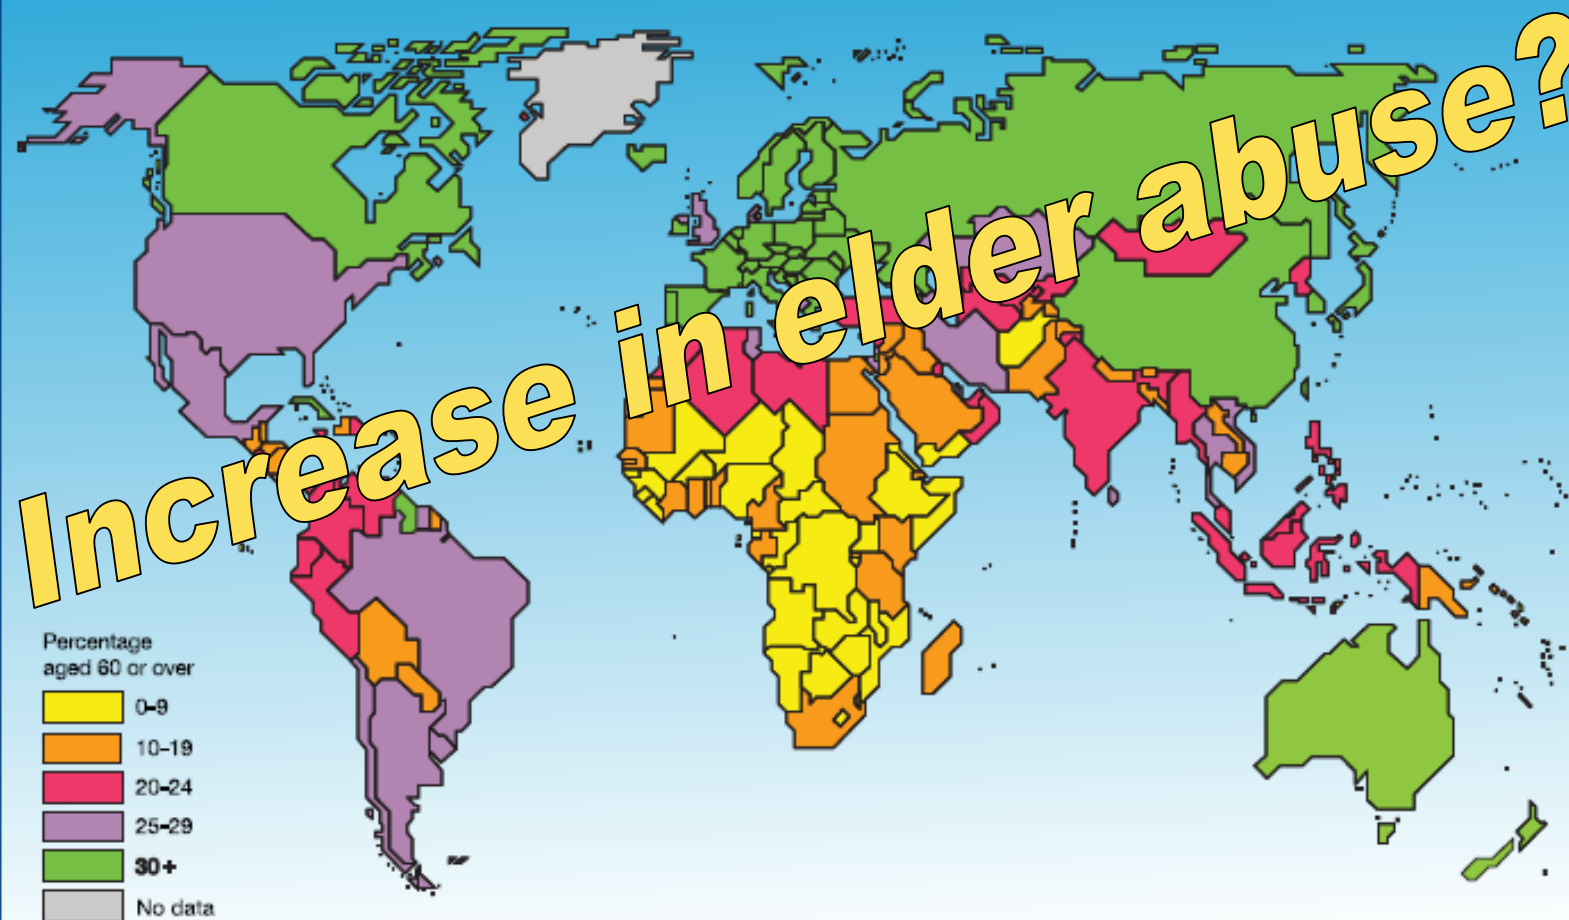 Increase in elder abuse?
Percentage
aged 60 or over
0–9
10–19
20–24
25–29
30+
No data